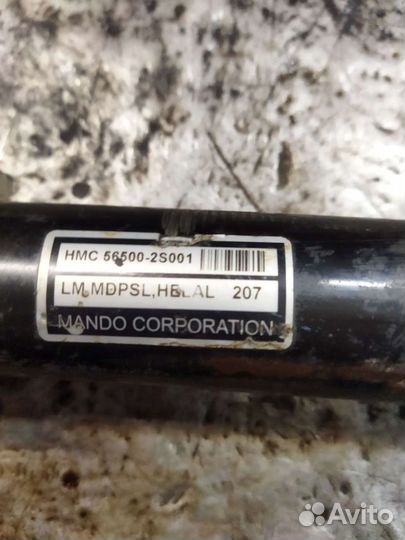 HMC 56500-2S001
LM,MDPSL,HBLAL 207
MANDO CORPORATION
Avito